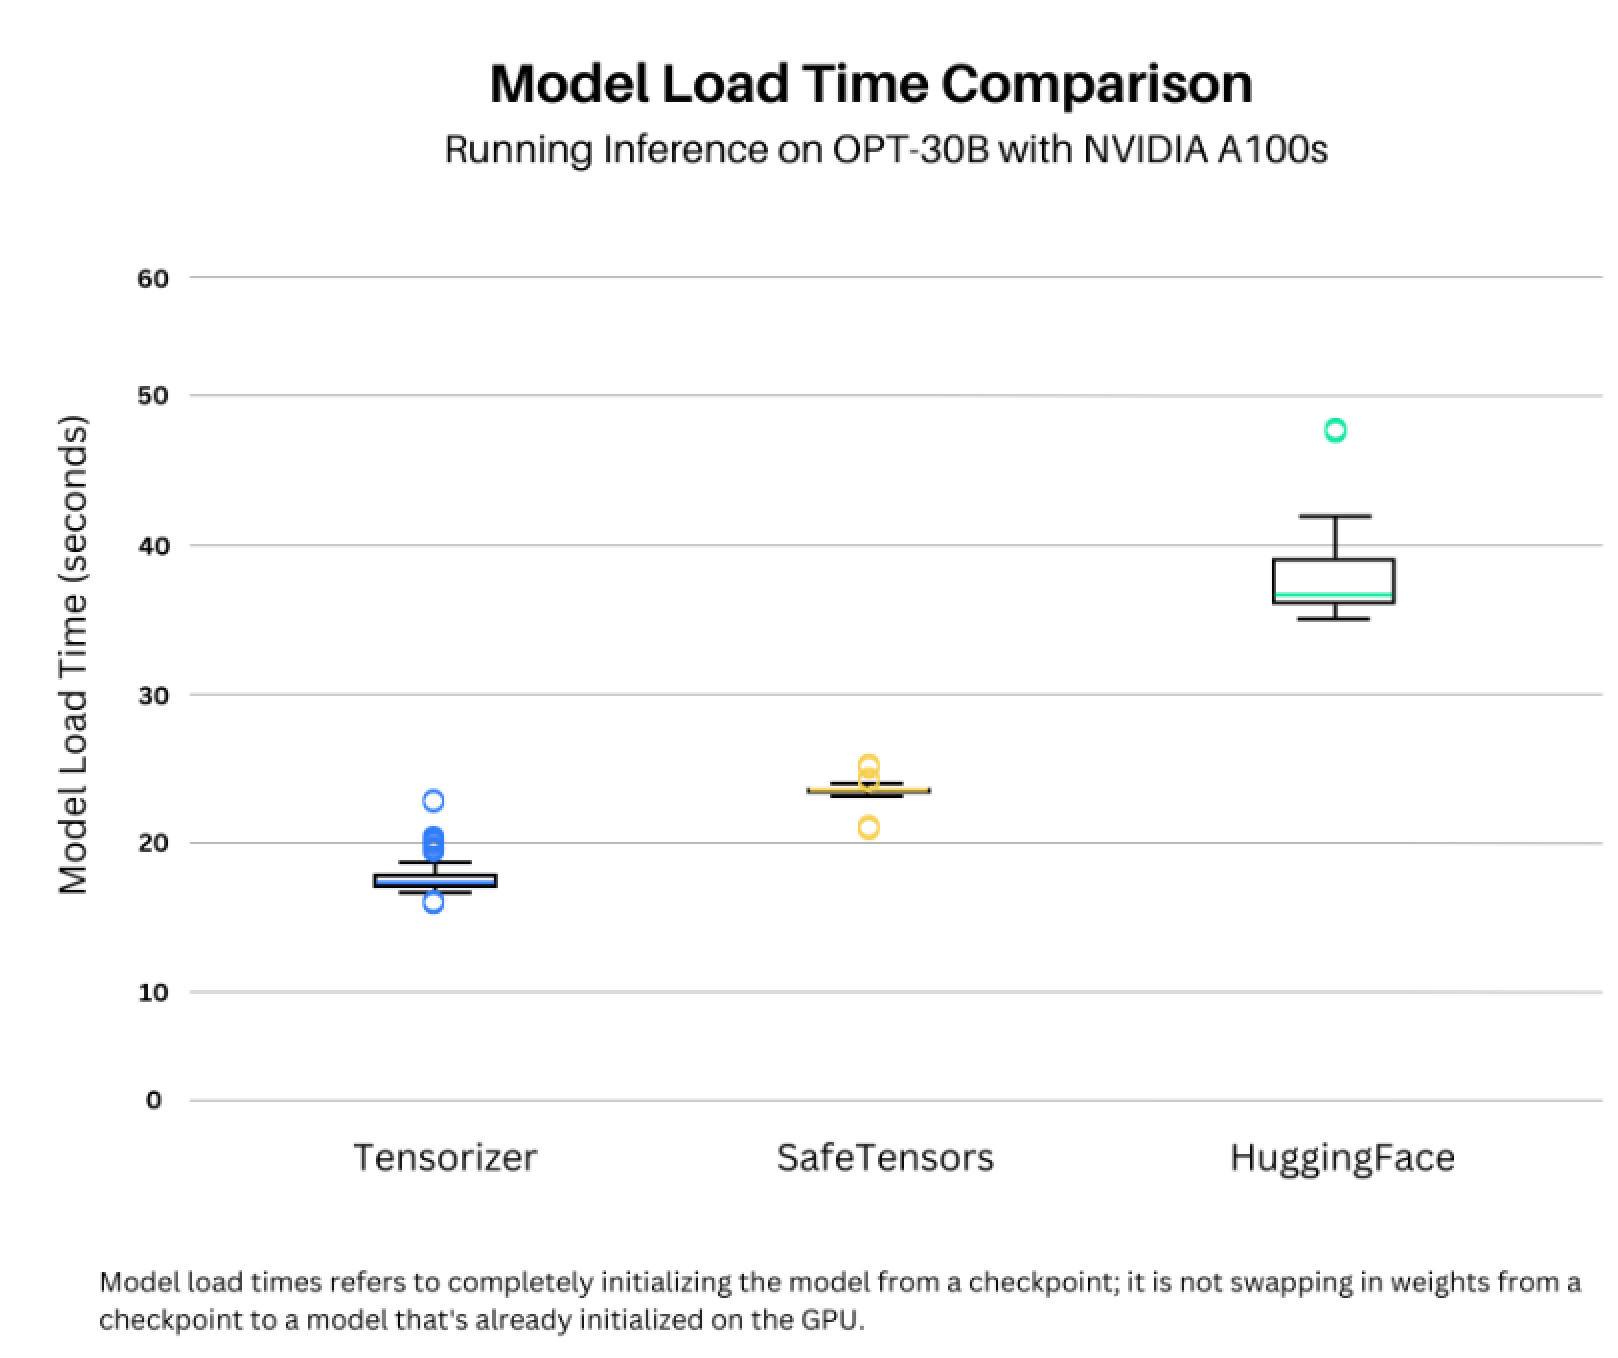 Model Load Time Comparison
Running Inference on OPT-30B with NVIDIA A100s
Model Load Time (seconds)
60
50
40
30
20
10
0
Tensorizer
SafeTensors
HuggingFace
Model load times refers to completely initializing the model from a checkpoint; it is not swapping in weights from a
checkpoint to a model that's already initialized on the GPU.